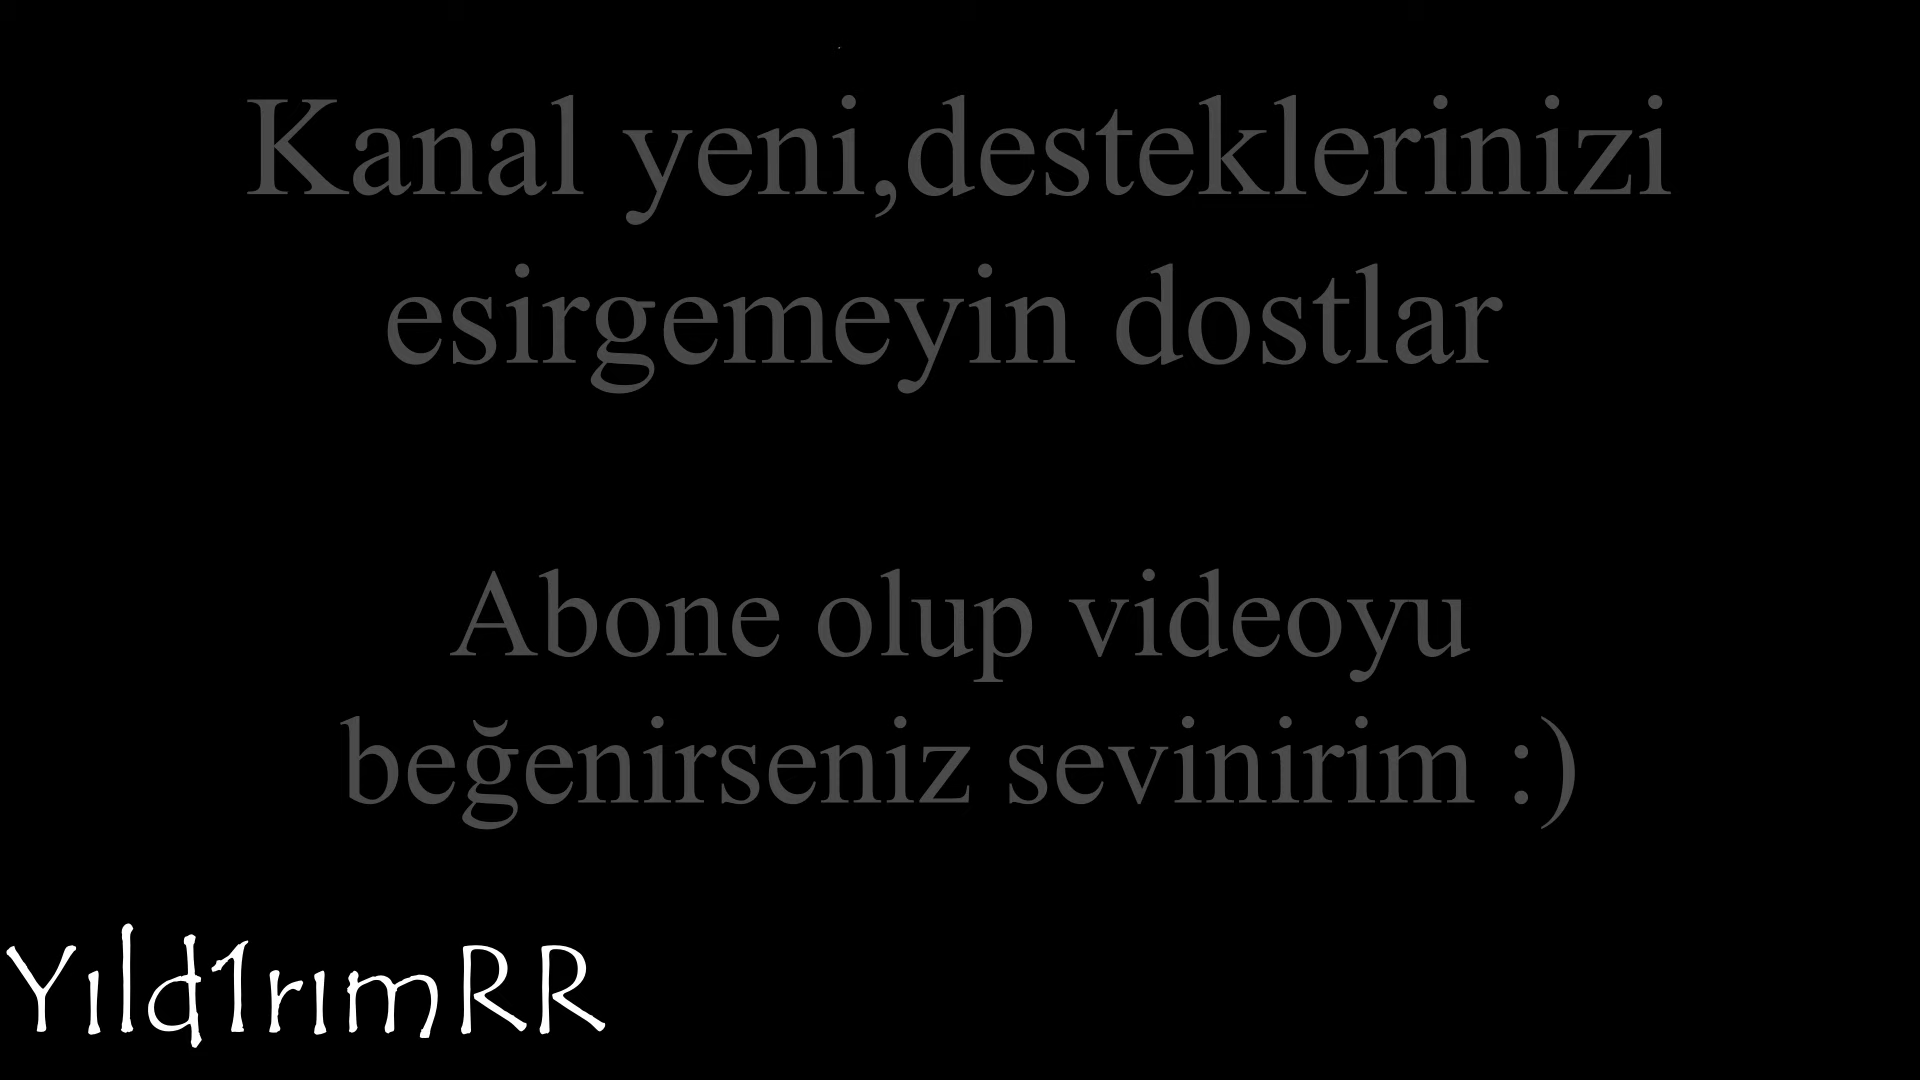 Kanal yeni,desteklerinizi
esirgemeyin dostlar
Abone olup videoyu
beğenirseniz sevinirim :)
Yıld1rımRR